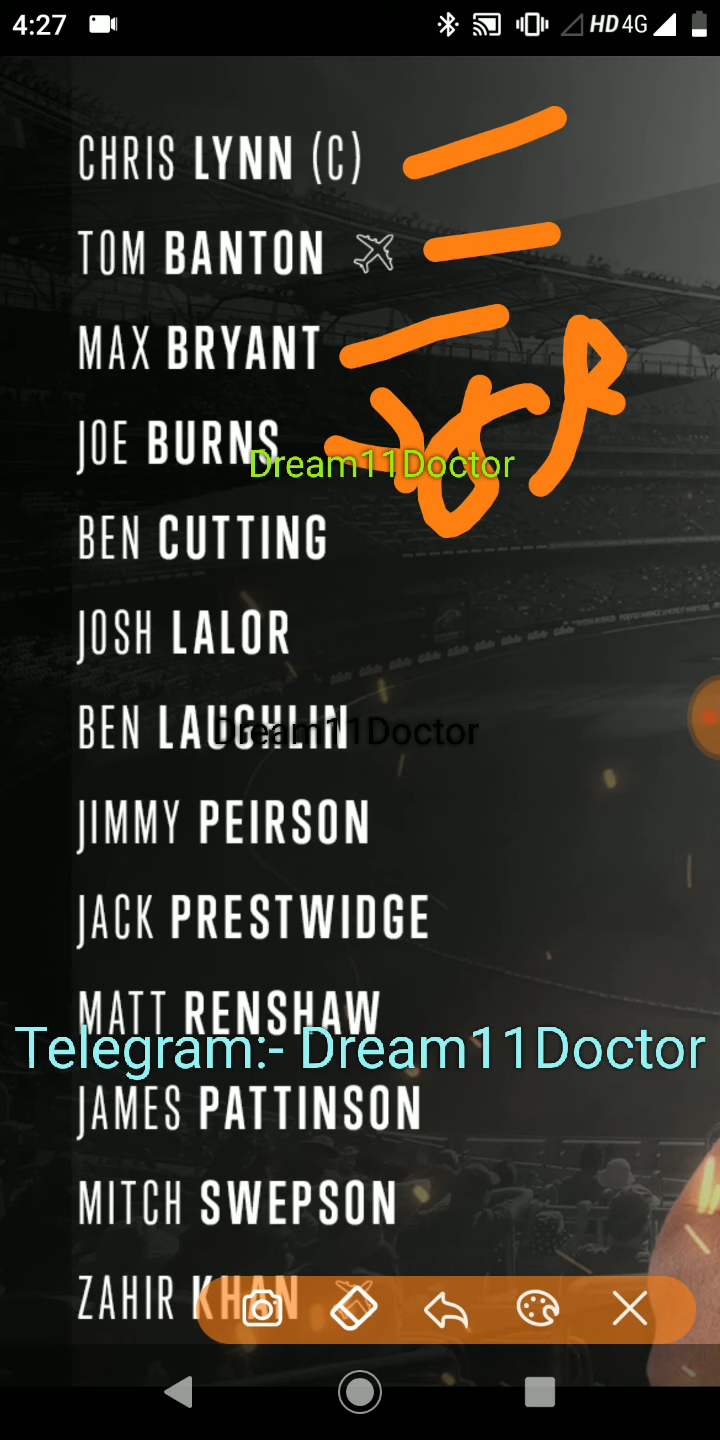 4:27 HD 4G
CHRIS LYNN (C)
TOM BANTON
MAX BRYANT
JOE BURNS
Dream11Doctor
BEN CUTTING
JOSH LALOR
BEN LAUGHLIN
Dream11Doctor
JIMMY PEIRSON
JACK PRESTWIDGE
MATT RENSHAW
Telegram:- Dream11Doctor
JAMES PATTINSON
MITCH SWEPSON
ZAHIR KHAN